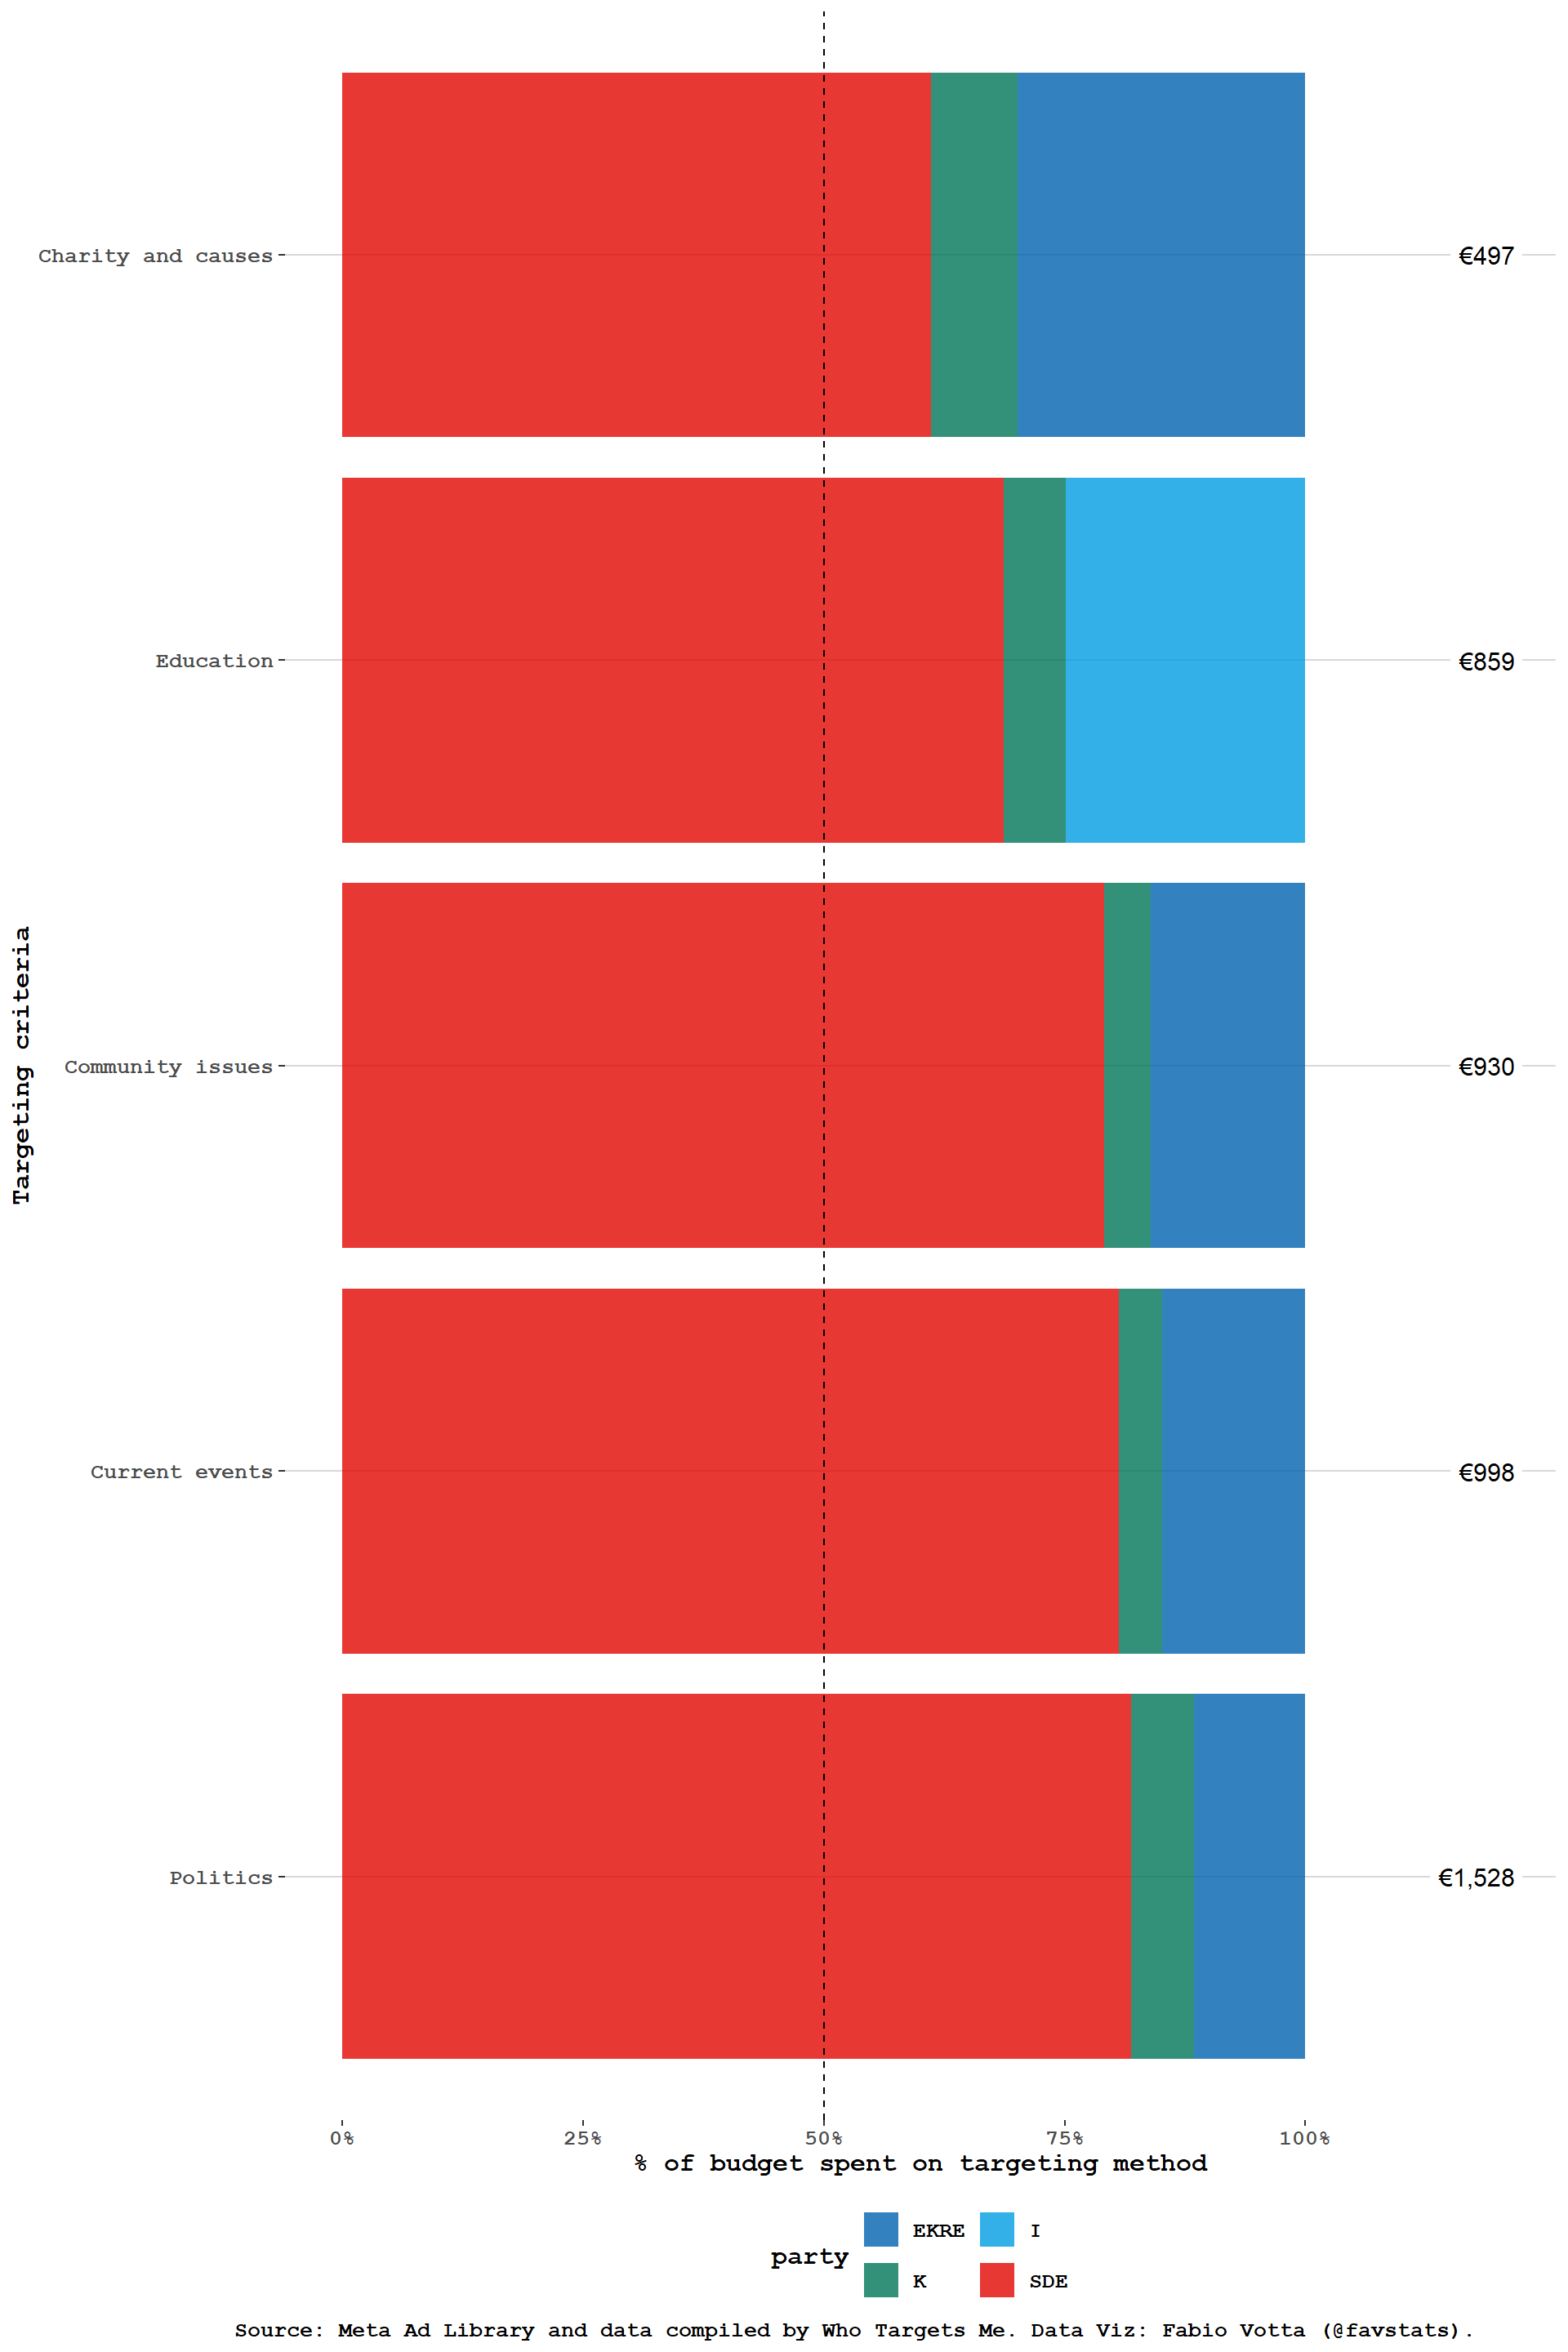 Charity and causes
€497
Education
€859
Community issues
€930
Current events
€998
Politics
€1,528
Targeting criteria
0% 25% 50% 75% 100%
% of budget spent on targeting method
party
EKRE I
K SDE
Source: Meta Ad Library and data compiled by Who Targets Me. Data Viz: Fabio Votta (@favstats).